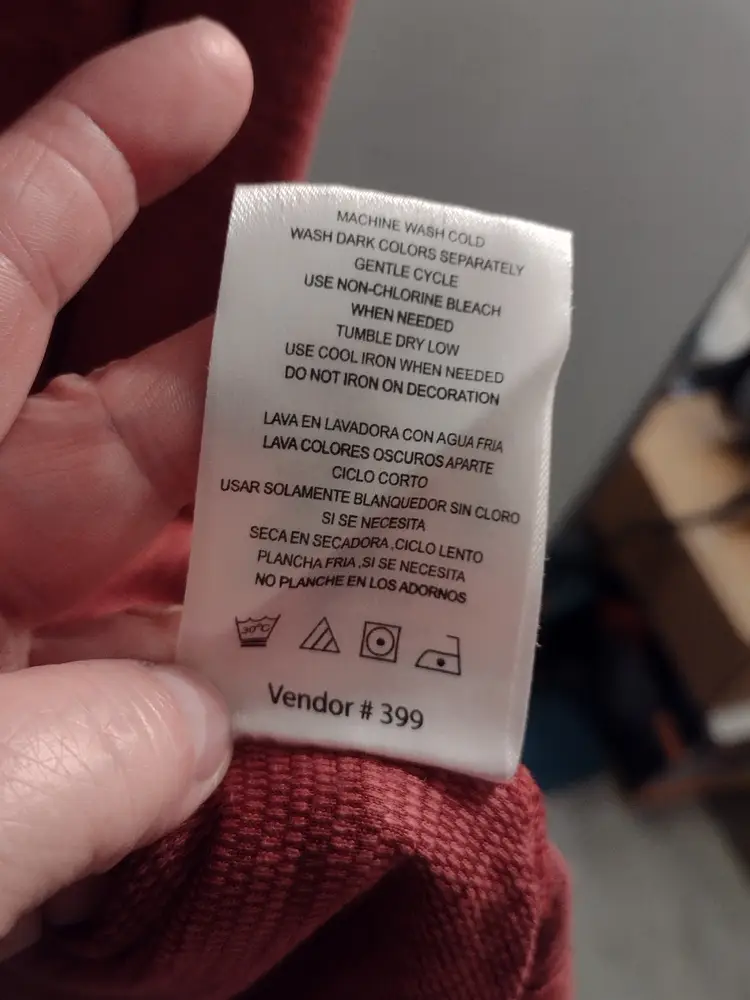 MACHINE WASH COLD
WASH DARK COLORS SEPARATELY
GENTLE CYCLE
USE NON-CHLORINE BLEACH
WHEN NEEDED
TUMBLE DRY LOW
USE COOL IRON WHEN NEEDED
DO NOT IRON ON DECORATION
LAVA EN LAVADORA CON AGUA FRIA
LAVA COLORES OSCUROS APARTE
CICLO CORTO
USAR SOLAMENTE BLANQUEDOR SIN CLORO
SI SE NECESITA
SECA EN SECADORA ,CICLO LENTO
PLANCHA FRIA ,SI SE NECESITA
NO PLANCHE EN LOS ADORNOS
30°C
Vendor # 399